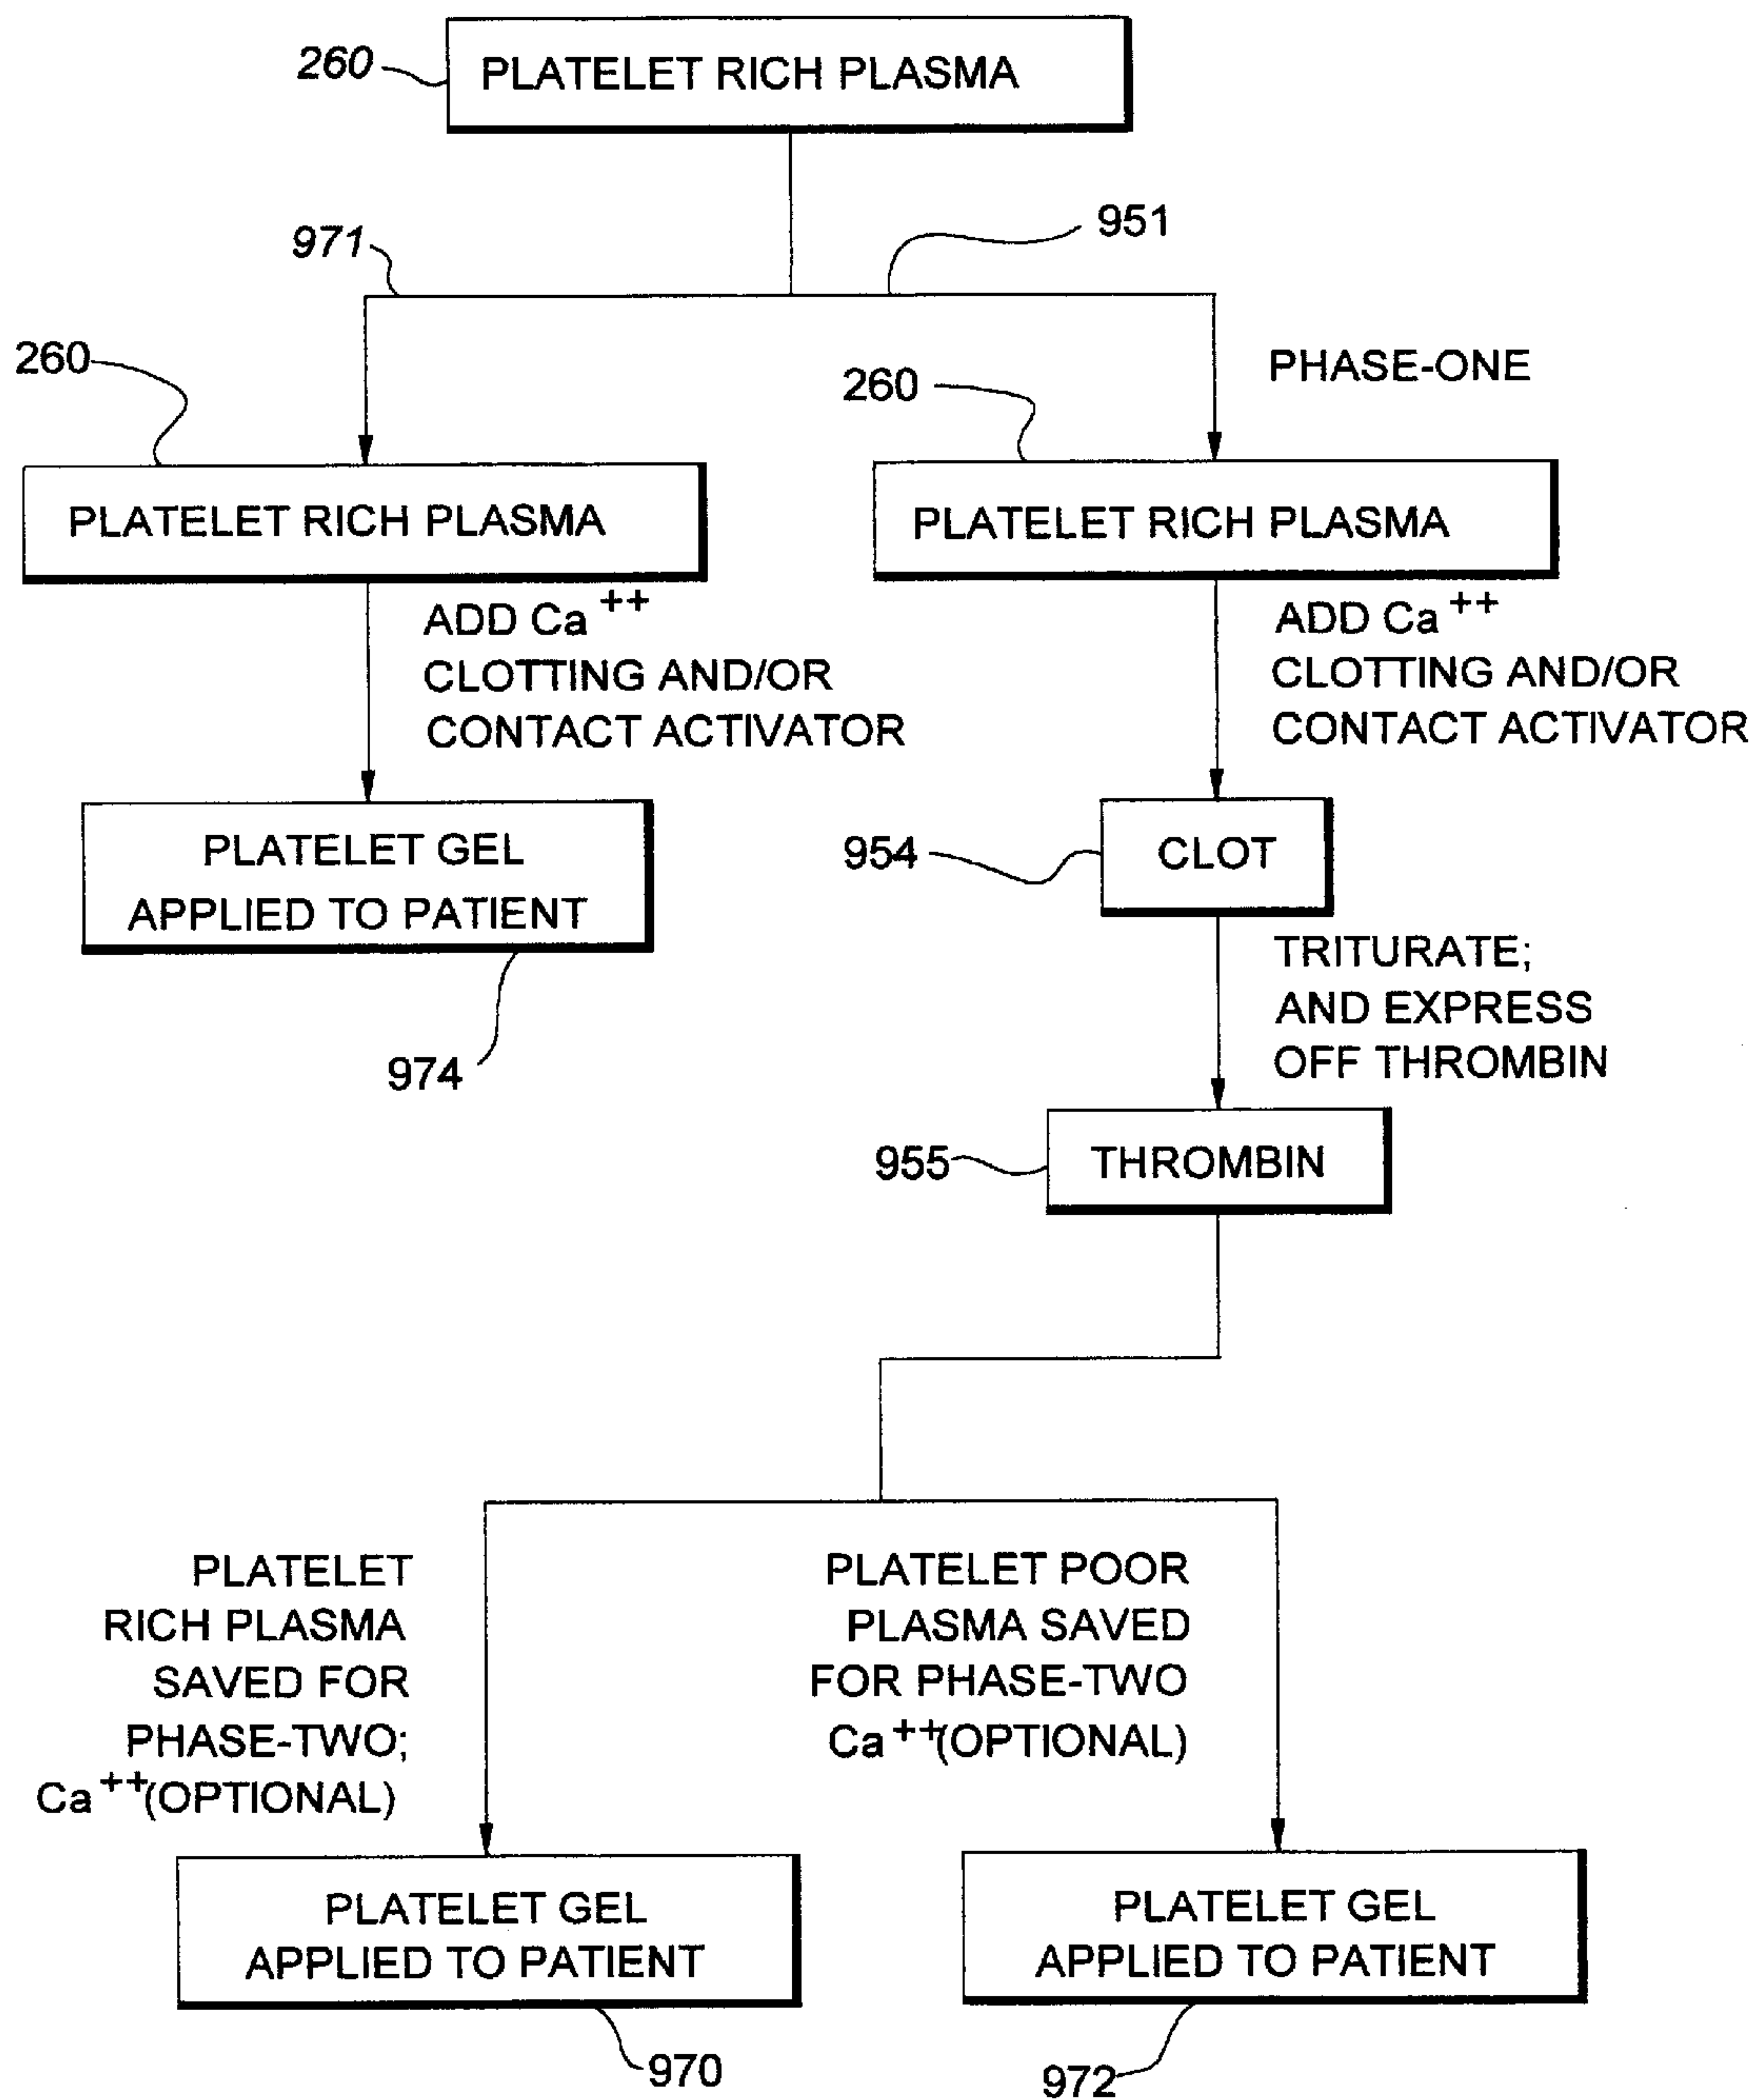 260
PLATELET RICH PLASMA
971
951
260
260
PHASE-ONE
PLATELET RICH PLASMA
PLATELET RICH PLASMA
ADD Ca++
CLOTTING AND/OR
CONTACT ACTIVATOR
ADD Ca++
CLOTTING AND/OR
CONTACT ACTIVATOR
PLATELET GEL
APPLIED TO PATIENT
974
954
CLOT
TRITURATE;
AND EXPRESS
OFF THROMBIN
955
THROMBIN
PLATELET
RICH PLASMA
SAVED FOR
PHASE-TWO;
Ca++(OPTIONAL)
PLATELET POOR
PLASMA SAVED
FOR PHASE-TWO
Ca++(OPTIONAL)
PLATELET GEL
APPLIED TO PATIENT
970
PLATELET GEL
APPLIED TO PATIENT
972